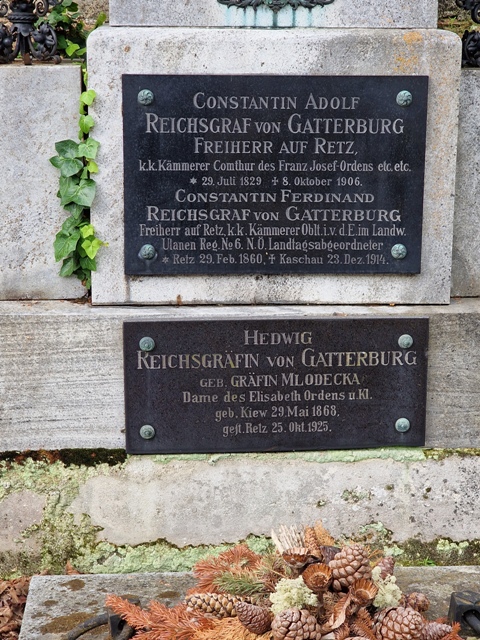 Constantin Adolf
Reichsgraf von Gatterburg
Freiherr auf Retz,
k.k. Kämmerer Comthur des Franz Josef-Ordens etc. etc.
* 29. Juli 1829 ✝ 8. Oktober 1906.
Constantin Ferdinand
Reichsgraf von Gatterburg
Freiherr auf Retz, k.k. Kämmerer Oblt. i. v. d. E. im Landw.
Ulanen Reg. No 6. N.Ö. Landtagsabgeordneter
* Retz 29. Feb. 1860, ✝ Kaschau 23. Dez. 1914.
Hedwig
Reichsgräfin von Gatterburg
geb. Gräfin Mlodecka
Dame des Elisabeth Ordens u. Kl.
geb. Kiew 29. Mai 1868.
gest. Retz 25. Okt. 1925.